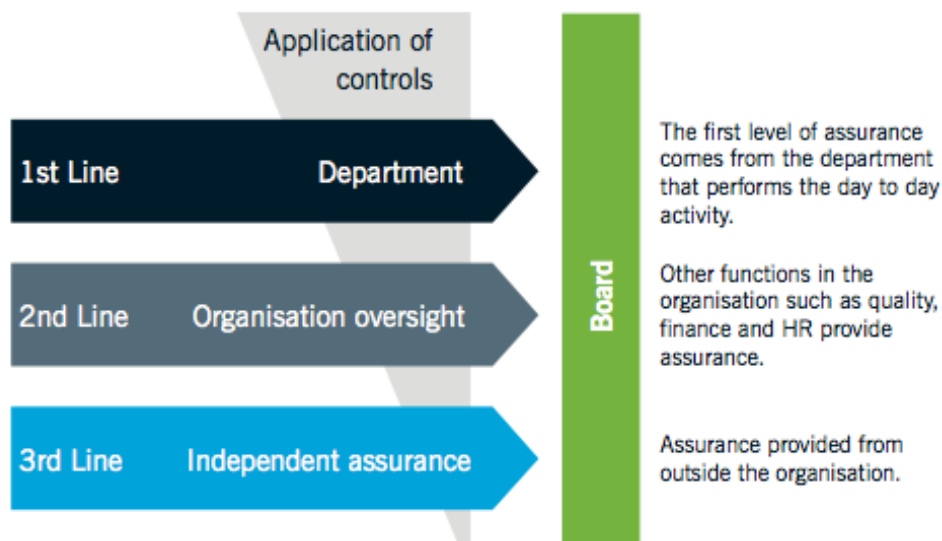 Application of
controls
1st Line Department
The first level of assurance
comes from the department
that performs the day to day
activity.
2nd Line Organisation oversight
Board
Other functions in the
organisation such as quality,
finance and HR provide
assurance.
3rd Line Independent assurance
Assurance provided from
outside the organisation.